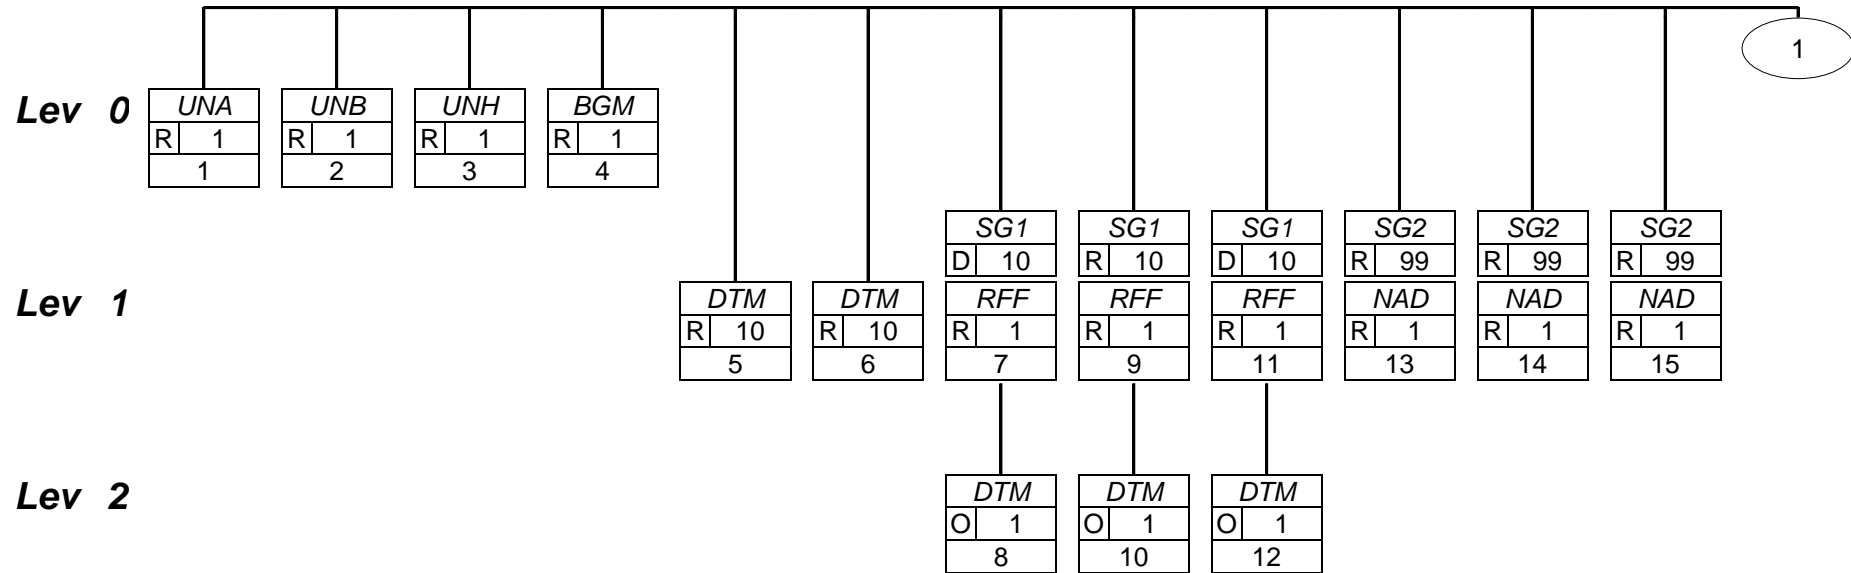 1
Lev 0 UNA UNB UNH BGM
R 1 R 1 R 1 R 1
1 2 3 4
SG1 SG1 SG1 SG2 SG2 SG2
D 10 R 10 D 10 R 99 R 99 R 99
Lev 1 DTM DTM RFF RFF RFF NAD NAD NAD
R 10 R 10 R 1 R 1 R 1 R 1 R 1 R 1
5 6 7 9 11 13 14 15
Lev 2 DTM DTM DTM
O 1 O 1 O 1
8 10 12